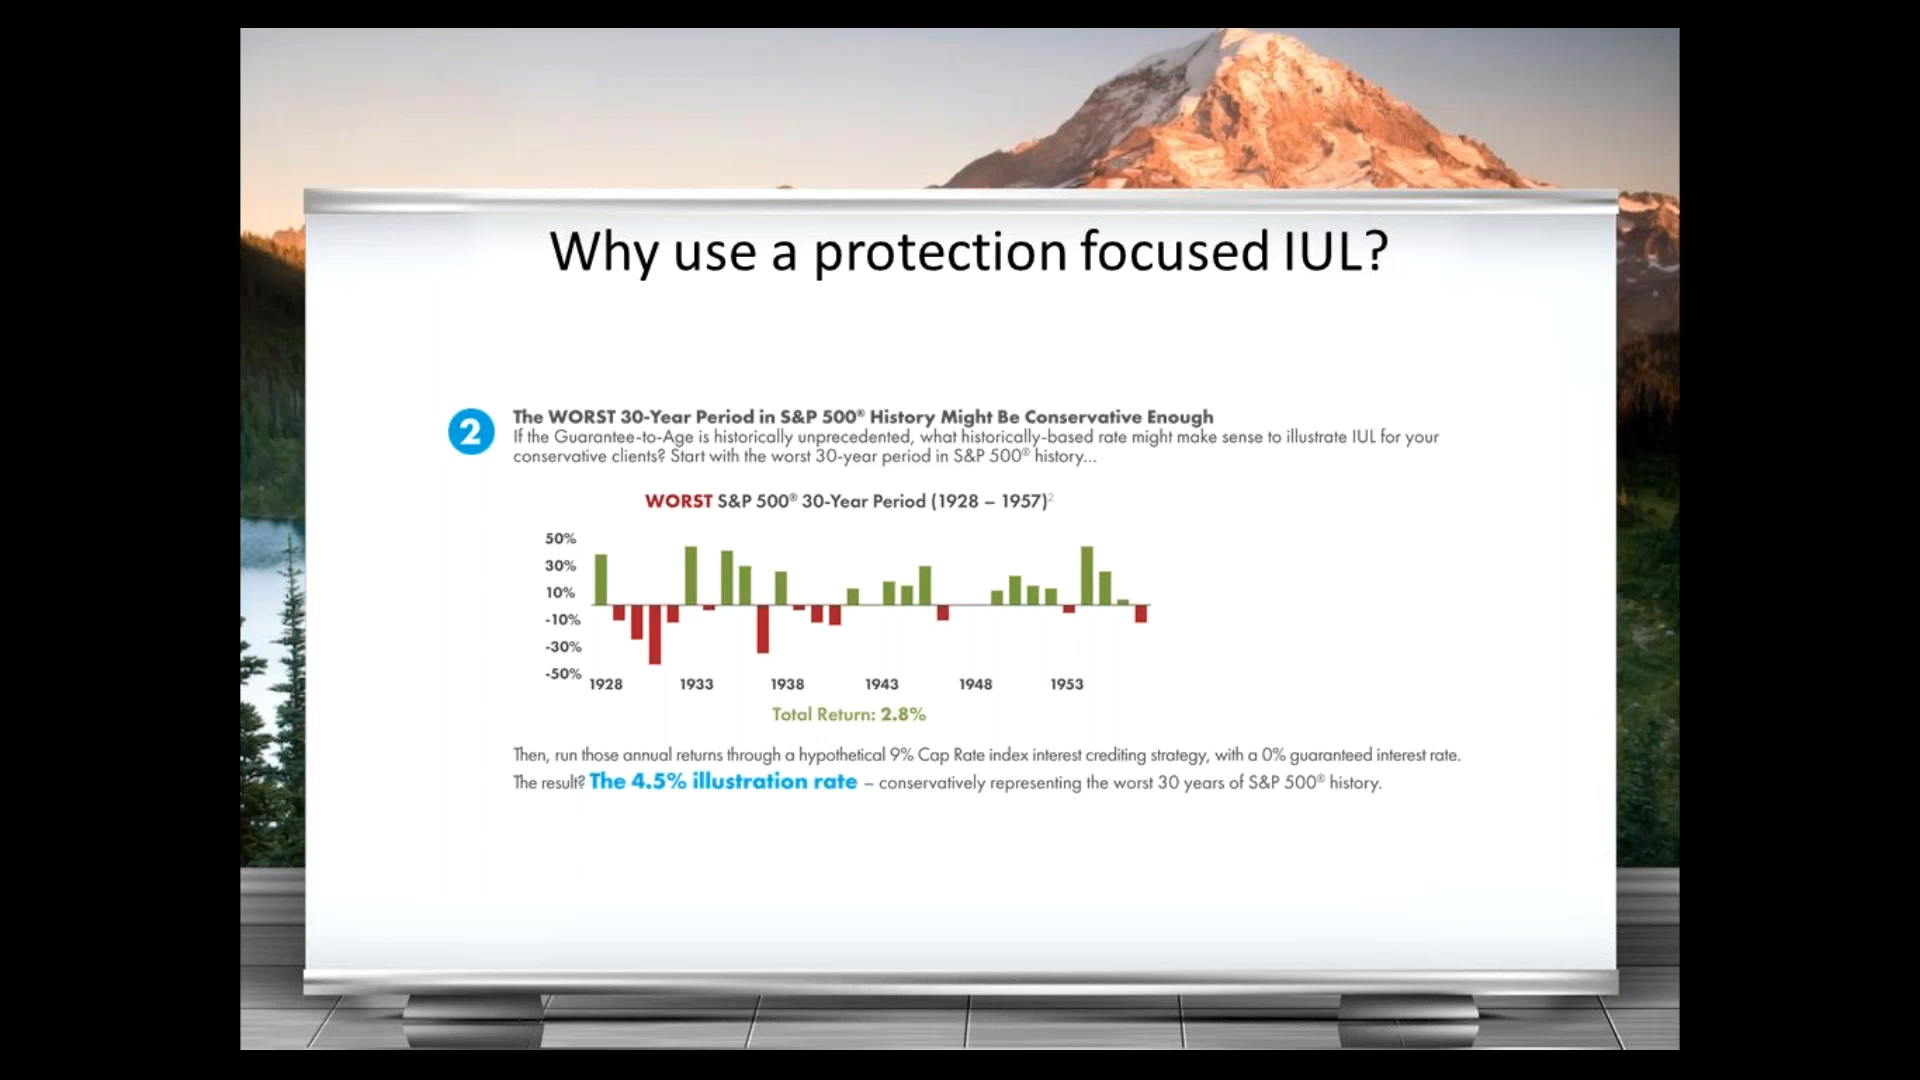 Why use a protection focused IUL?
2
The WORST 30-Year Period in S&P 500® History Might Be Conservative Enough
If the Guarantee-to-Age is historically unprecedented, what historically-based rate might make sense to illustrate IUL for your
conservative clients? Start with the worst 30-year period in S&P 500® history...
WORST S&P 500® 30-Year Period (1928 – 1957)2
50%
30%
10%
-10%
-30%
-50%
1928 1933 1938 1943 1948 1953
Total Return: 2.8%
Then, run those annual returns through a hypothetical 9% Cap Rate index interest crediting strategy, with a 0% guaranteed interest rate.
The result? The 4.5% illustration rate – conservatively representing the worst 30 years of S&P 500® history.